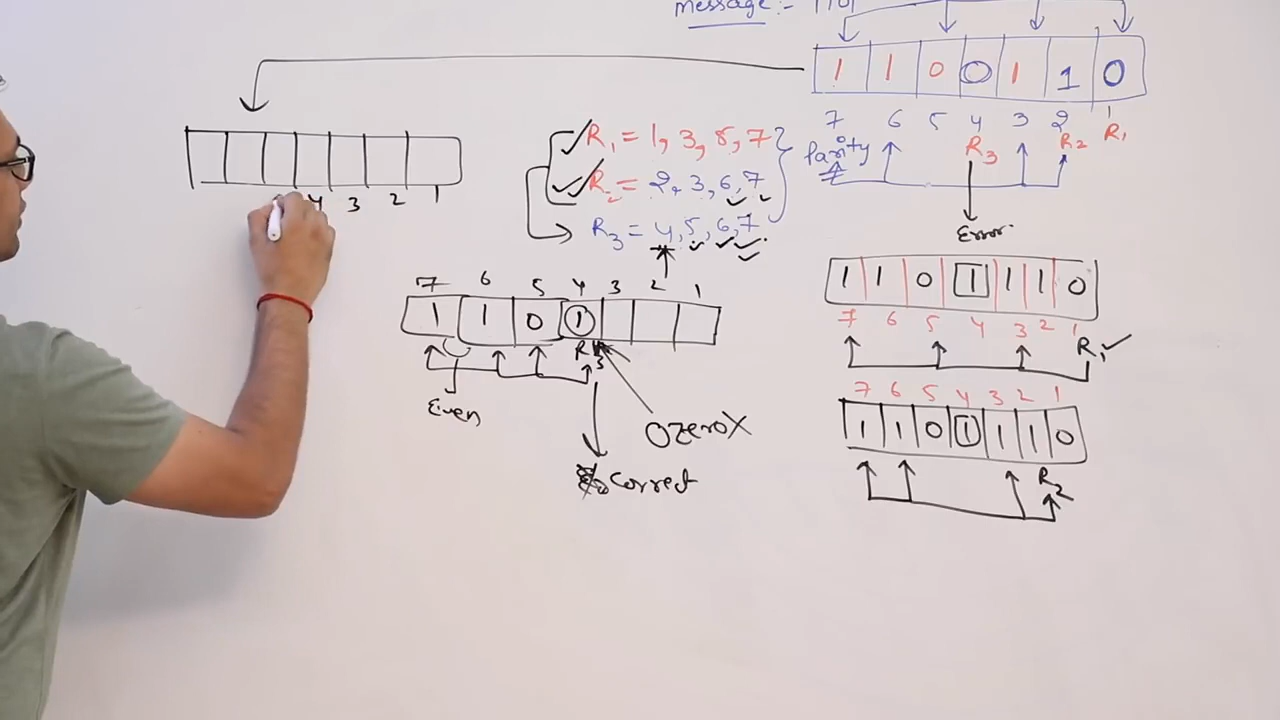 Message :- 1101
1 1 0 0 1 1 0
7 6 5 4 3 2 1
Parity R3 R2 R1
R1 = 1, 3, 5, 7
R2 = 2, 3, 6, 7
R3 = 4, 5, 6, 7
4 3 2 1
Error
7 6 5 4 3 2 1
1 1 0 1
R3
Even
0 zero X
Correct
1 1 0 1 1 1 0
7 6 5 4 3 2 1
R1
7 6 5 4 3 2 1
1 1 0 1 1 1 0
R2